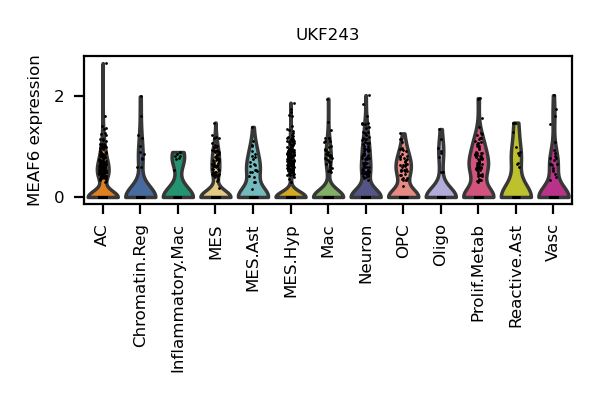 UKF243
MEAF6 expression
2
0
AC
Chromatin.Reg
Inflammatory.Mac
MES
MES.Ast
MES.Hyp
Mac
Neuron
OPC
Oligo
Prolif.Metab
Reactive.Ast
Vasc